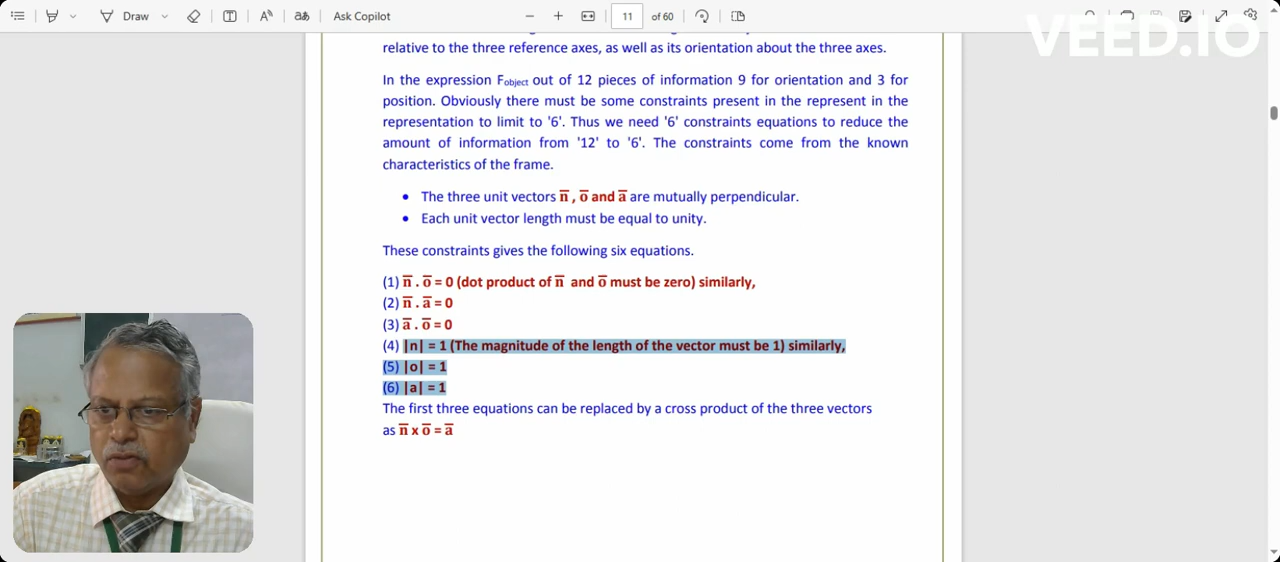 Draw
Ask Copilot
11 of 60
VEED.IO
relative to the three reference axes, as well as its orientation about the three axes.
In the expression Fobject out of 12 pieces of information 9 for orientation and 3 for
position. Obviously there must be some constraints present in the represent in the
representation to limit to '6'. Thus we need '6' constraints equations to reduce the
amount of information from '12' to '6'. The constraints come from the known
characteristics of the frame.
• The three unit vectors n̅ , o̅ and a̅ are mutually perpendicular.
• Each unit vector length must be equal to unity.
These constraints gives the following six equations.
(1) n̅ . o̅ = 0 (dot product of n̅ and o̅ must be zero) similarly,
(2) n̅ . a̅ = 0
(3) a̅ . o̅ = 0
(4) |n| = 1 (The magnitude of the length of the vector must be 1) similarly,
(5) |o| = 1
(6) |a| = 1
The first three equations can be replaced by a cross product of the three vectors
as n̅ x o̅ = a̅